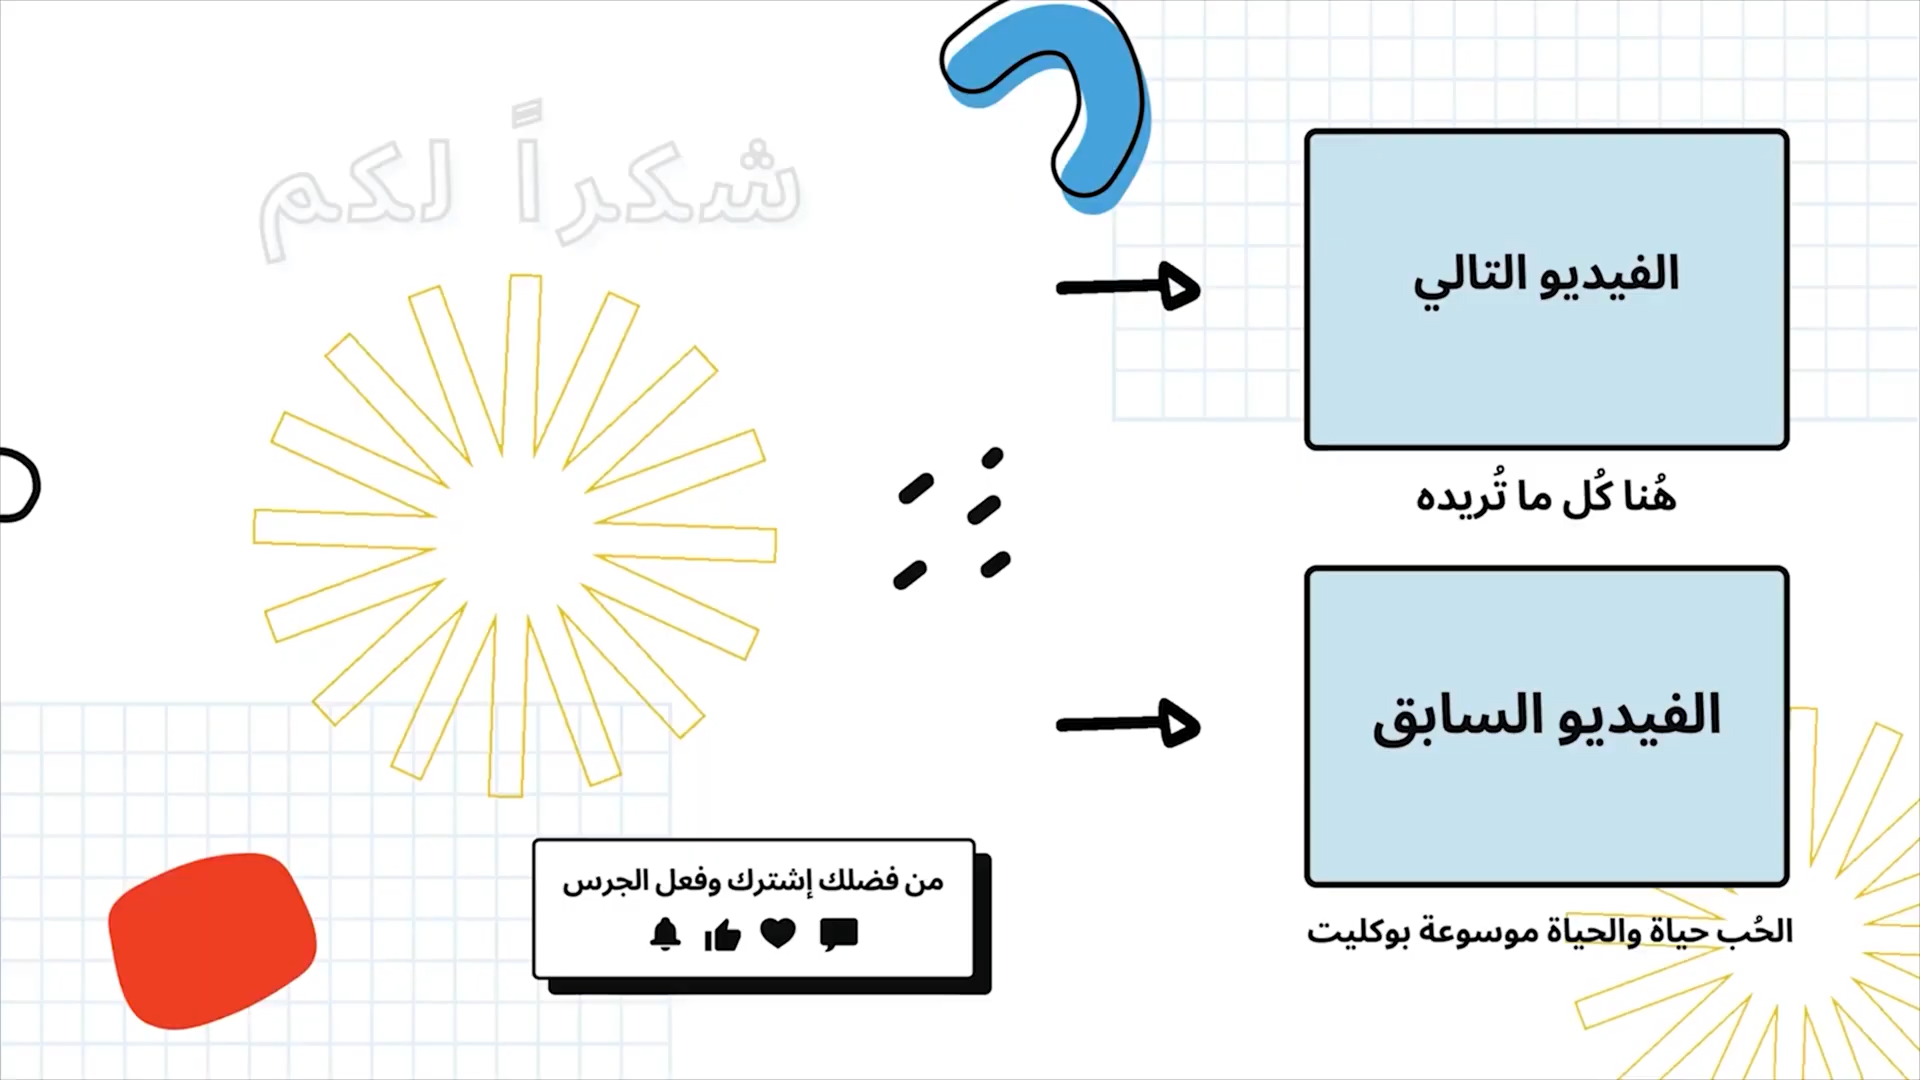 شكراً لكم
الفيديو التالي
هُنا كُل ما تُريده
الفيديو السابق
الحُب حياة والحياة موسوعة بوكليت
من فضلك إشترك وفعل الجرس